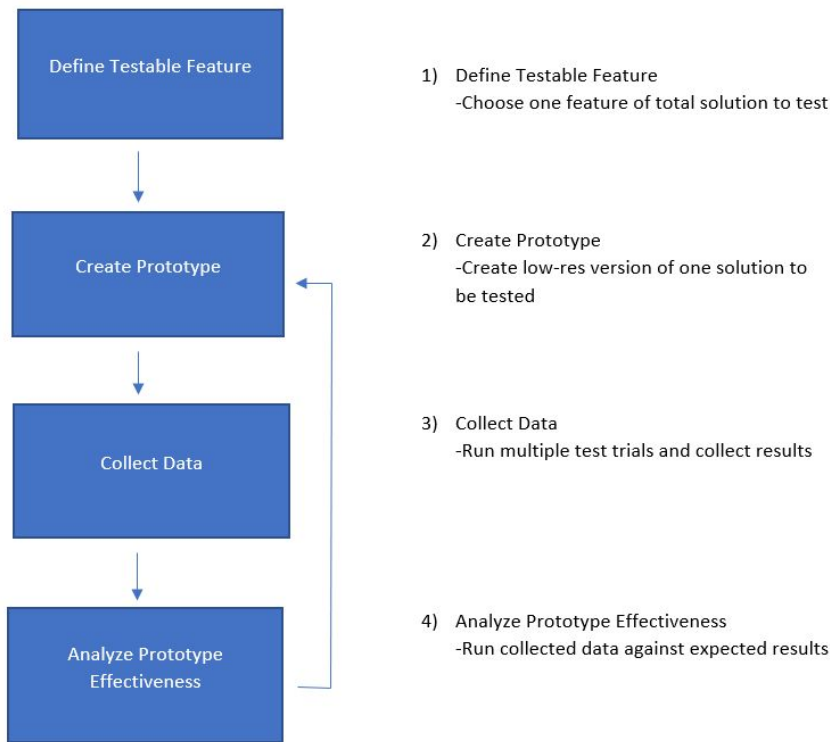 Define Testable Feature
1) Define Testable Feature
-Choose one feature of total solution to test
Create Prototype
2) Create Prototype
-Create low-res version of one solution to
be tested
Collect Data
3) Collect Data
-Run multiple test trials and collect results
Analyze Prototype
Effectiveness
4) Analyze Prototype Effectiveness
-Run collected data against expected results